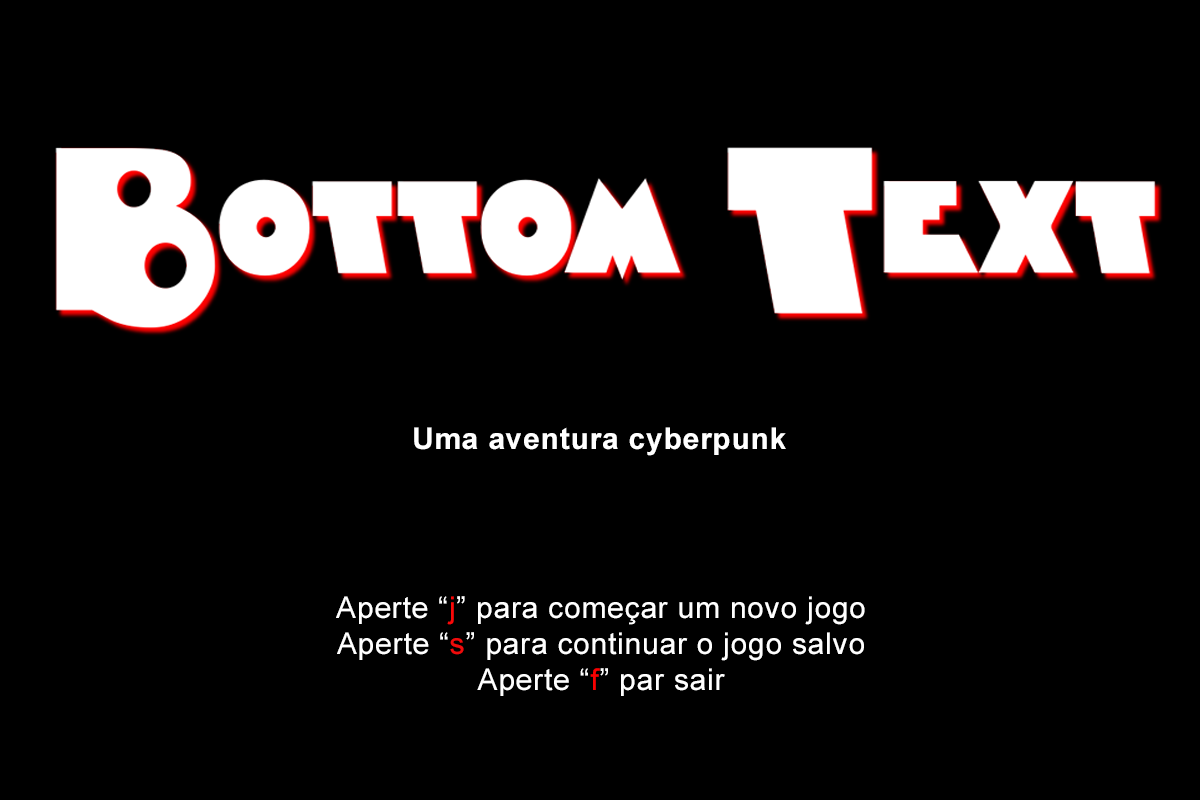 Bottom Text
Uma aventura cyberpunk
Aperte “j” para começar um novo jogo
Aperte “s” para continuar o jogo salvo
Aperte “f” par sair